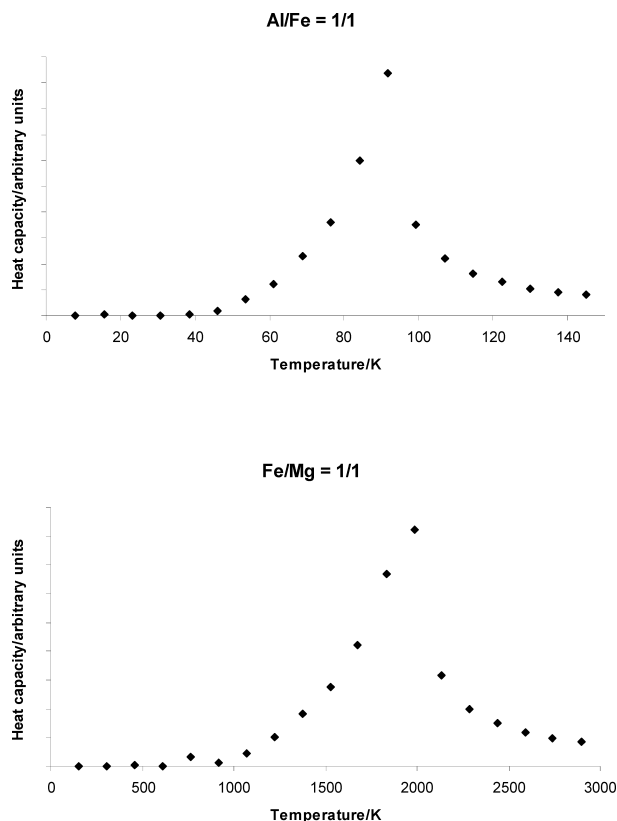 Al/Fe = 1/1
Heat capacity/arbitrary units
0 20 40 60 80 100 120 140
Temperature/K
Fe/Mg = 1/1
Heat capacity/arbitrary units
0 500 1000 1500 2000 2500 3000
Temperature/K